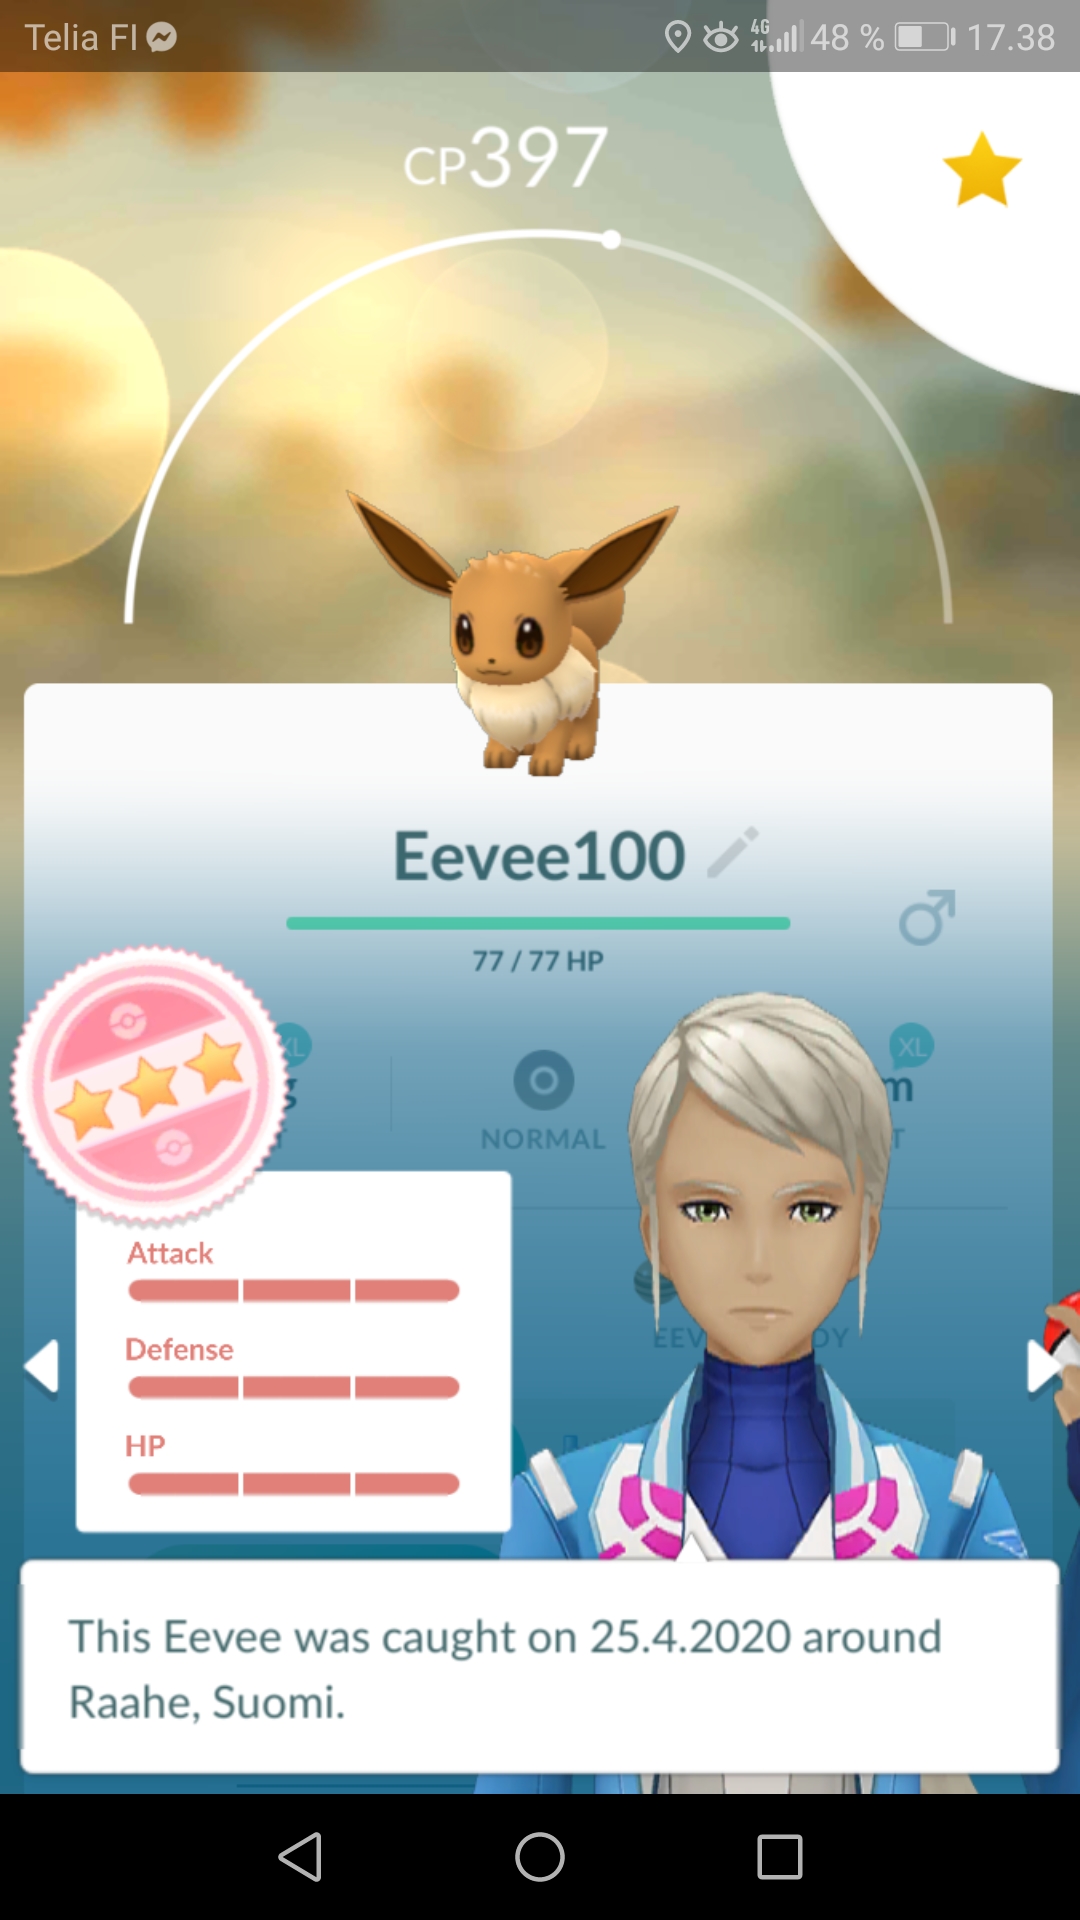 Telia FI 4G 48 % 17.38
CP397
Eevee100
77 / 77 HP
XL XL
NORMAL
Attack
Defense
HP
This Eevee was caught on 25.4.2020 around
Raahe, Suomi.